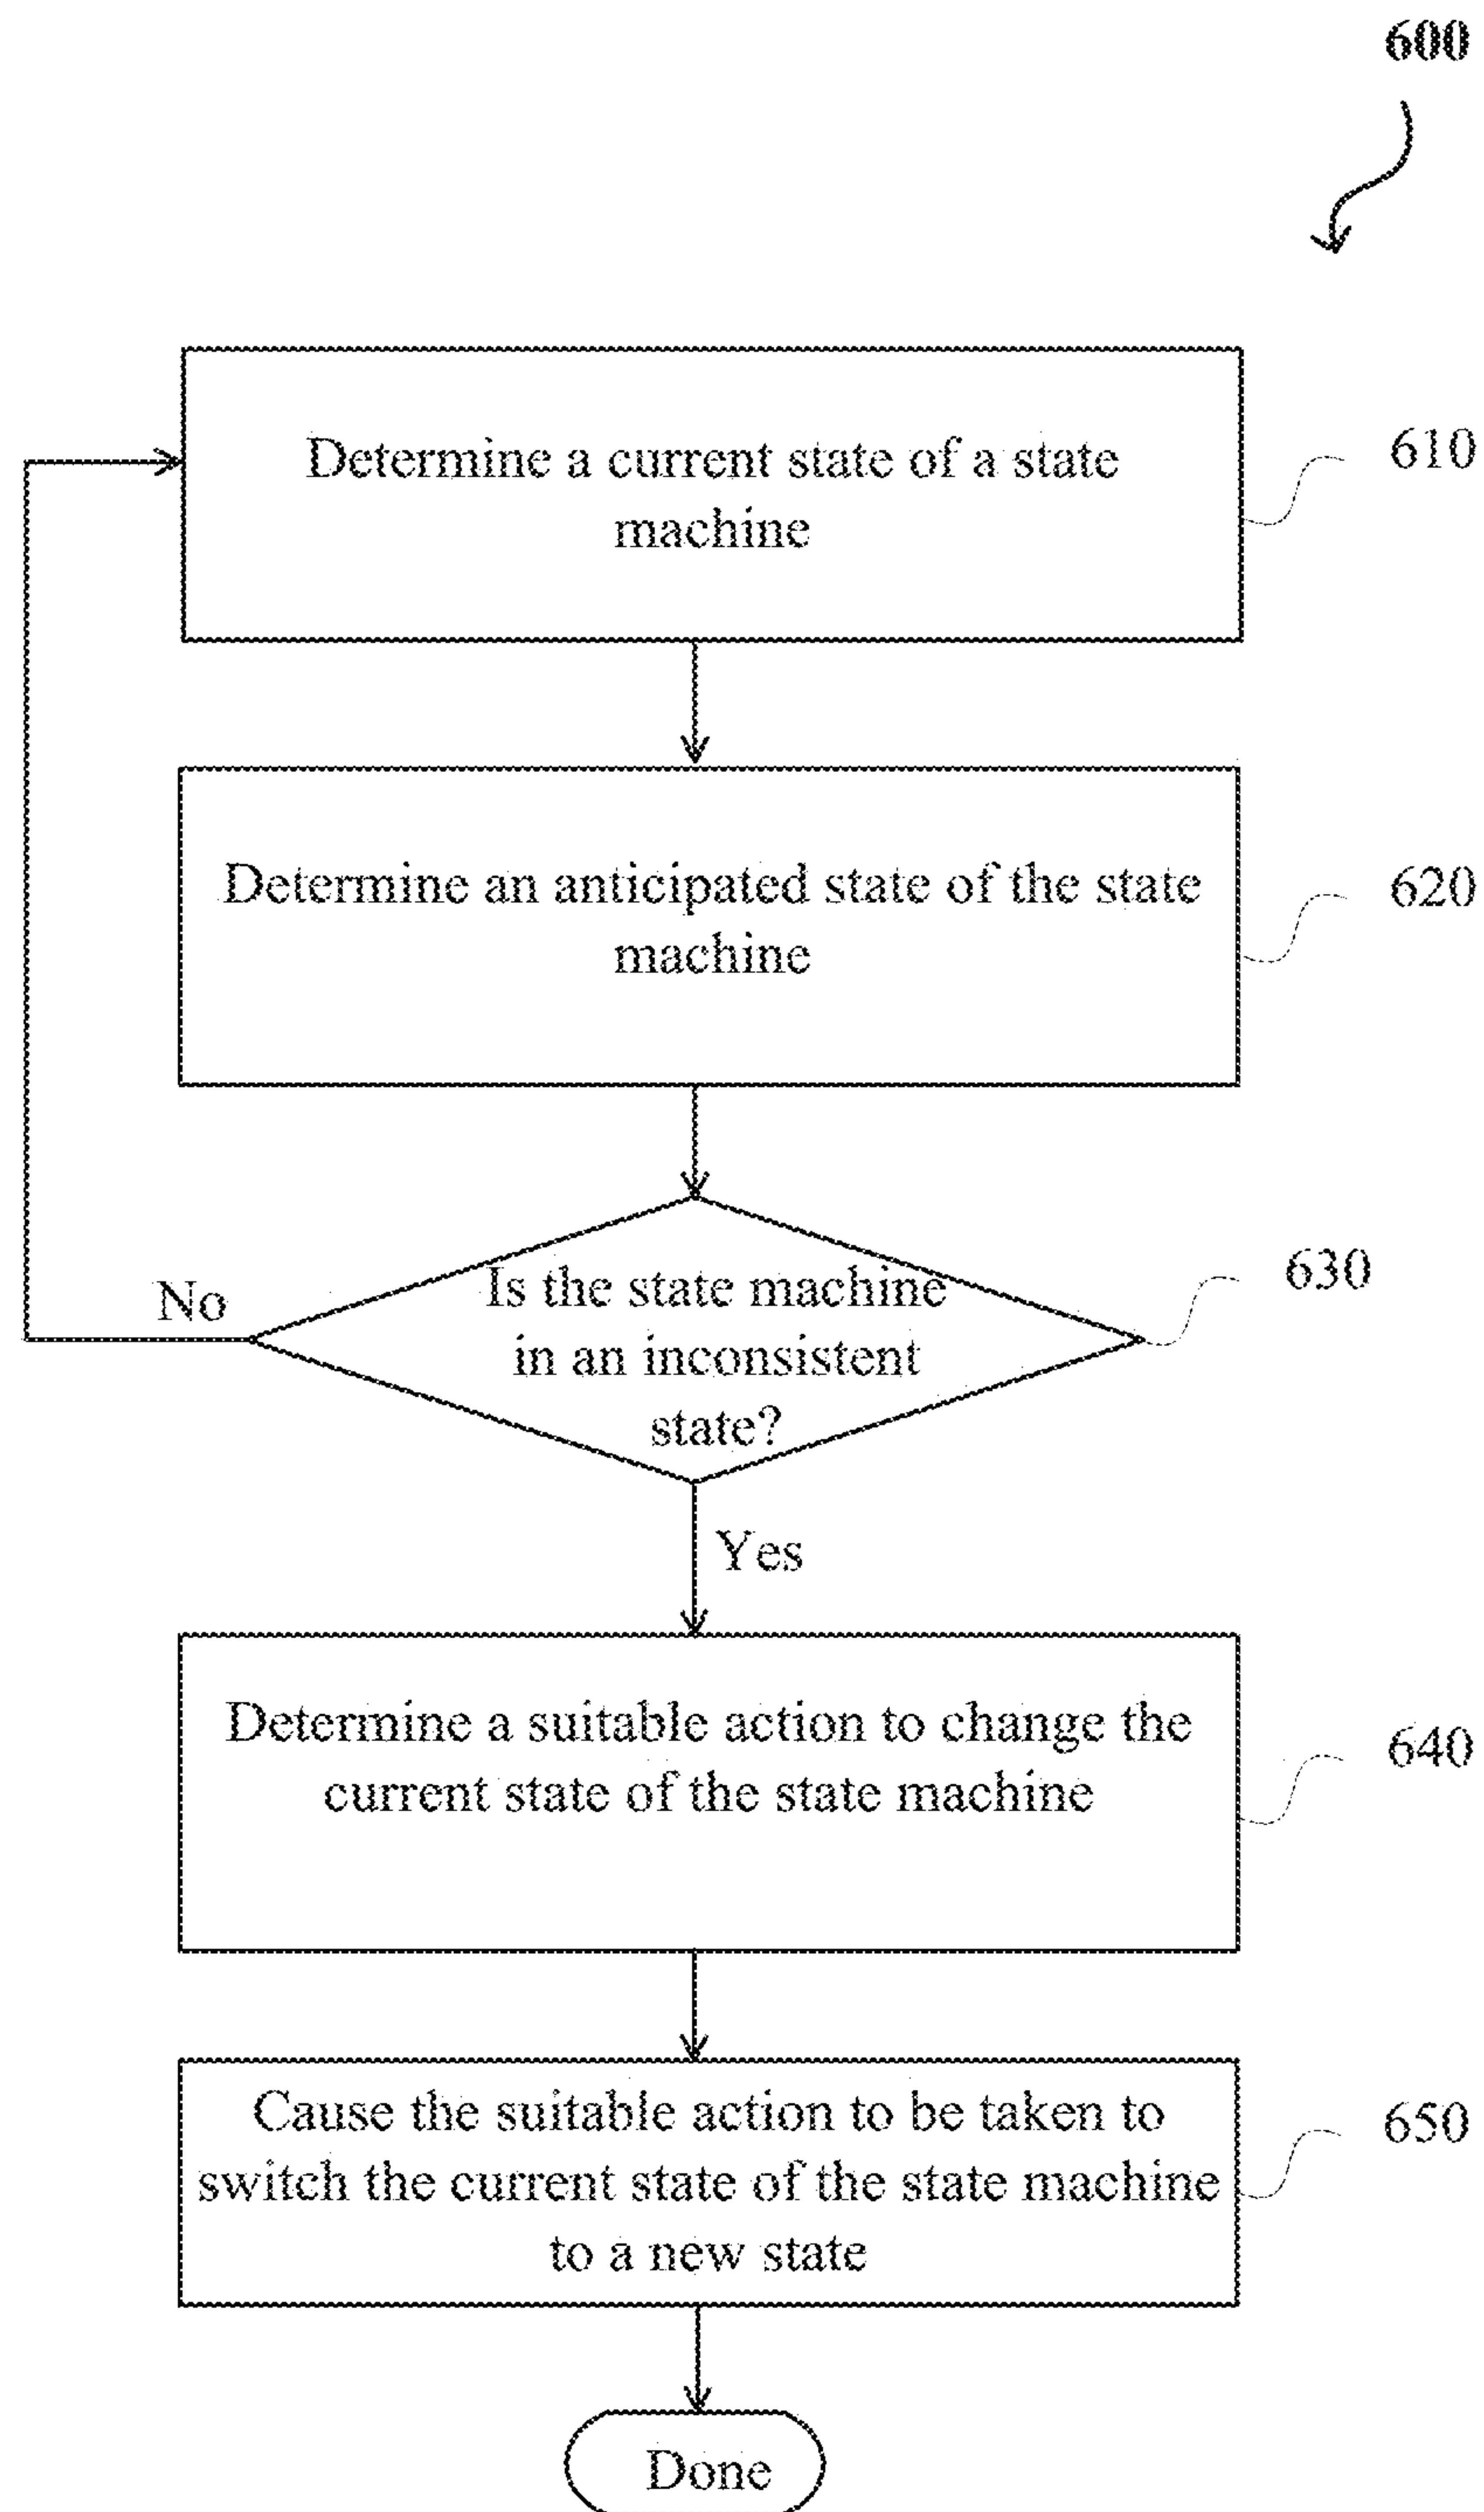 600
Determine a current state of a state
machine
610
Determine an anticipated state of the state
machine
620
Is the state machine
in an inconsistent
state?
630
No
Yes
Determine a suitable action to change the
current state of the state machine
640
Cause the suitable action to be taken to
switch the current state of the state machine
to a new state
650
Done